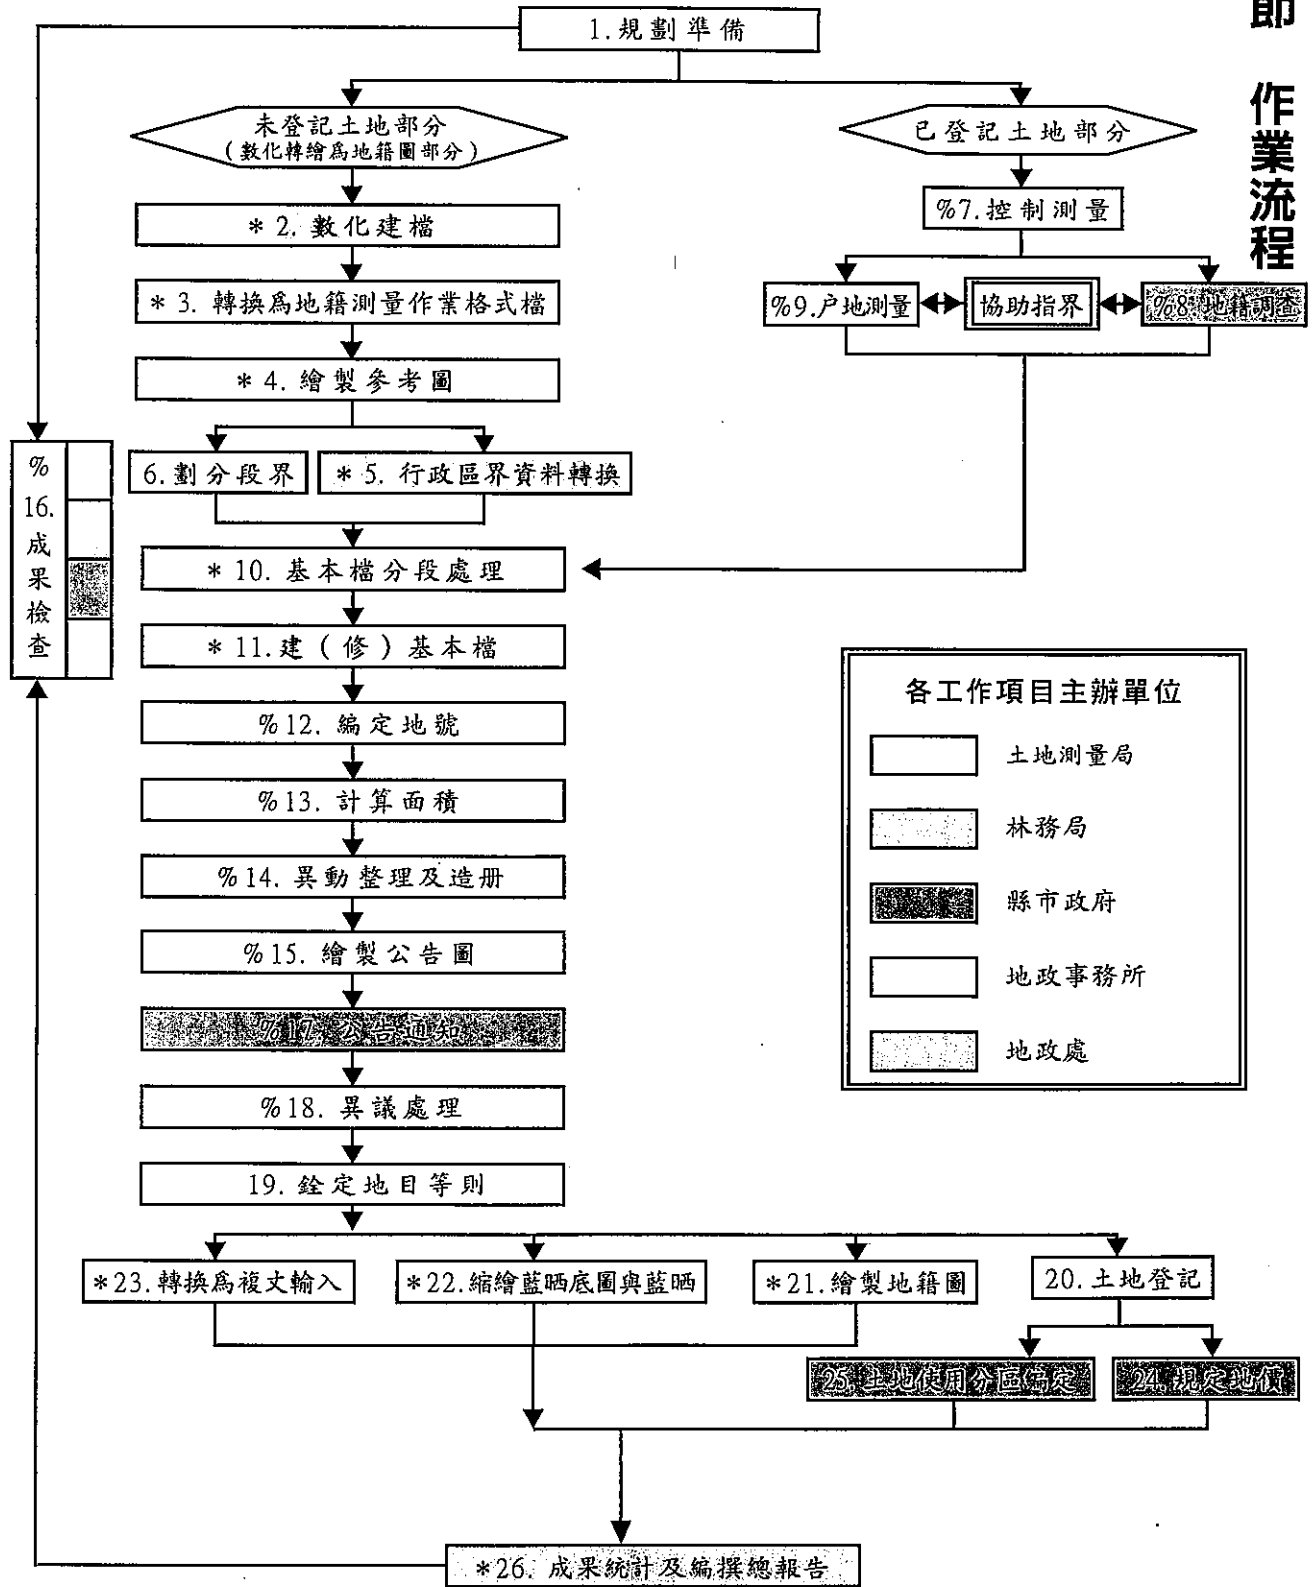 節 作業流程
1.規劃準備
未登記土地部分
(數化轉繪為地籍圖部分)
已登記土地部分
* 2. 數化建檔
%7.控制測量
* 3. 轉換為地籍測量作業格式檔
%9.戶地測量
協助指界
%8.地籍調查
* 4. 繪製參考圖
6.劃分段界
* 5. 行政區界資料轉換
%
16.
成
果
檢
查
* 10. 基本檔分段處理
* 11.建(修)基本檔
%12. 編定地號
%13. 計算面積
%14. 異動整理及造册
%15. 繪製公告圖
%17. 公告通知
%18. 異議處理
19. 銓定地目等則
各工作項目主辦單位
土地測量局
林務局
縣市政府
地政事務所
地政處
*23.轉換為複丈輸入
*22.縮繪藍晒底圖與藍晒
*21.繪製地籍圖
20.土地登記
25.土地使用分區編定
24.規定地價
*26. 成果統計及編撰總報告